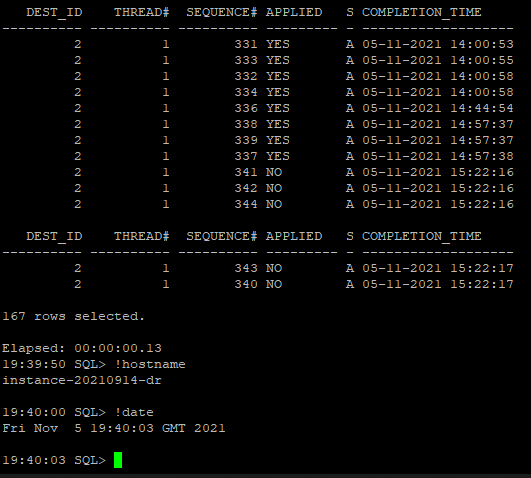 DEST_ID THREAD# SEQUENCE# APPLIED S COMPLETION_TIME
---------- ---------- ---------- --------- - -------------------
2 1 331 YES A 05-11-2021 14:00:53
2 1 333 YES A 05-11-2021 14:00:55
2 1 332 YES A 05-11-2021 14:00:58
2 1 334 YES A 05-11-2021 14:00:58
2 1 336 YES A 05-11-2021 14:44:54
2 1 338 YES A 05-11-2021 14:57:37
2 1 339 YES A 05-11-2021 14:57:37
2 1 337 YES A 05-11-2021 14:57:38
2 1 341 NO A 05-11-2021 15:22:16
2 1 342 NO A 05-11-2021 15:22:16
2 1 344 NO A 05-11-2021 15:22:16
DEST_ID THREAD# SEQUENCE# APPLIED S COMPLETION_TIME
---------- ---------- ---------- --------- - -------------------
2 1 343 NO A 05-11-2021 15:22:17
2 1 340 NO A 05-11-2021 15:22:17
167 rows selected.
Elapsed: 00:00:00.13
19:39:50 SQL> !hostname
instance-20210914-dr
19:40:00 SQL> !date
Fri Nov  5 19:40:03 GMT 2021
19:40:03 SQL>